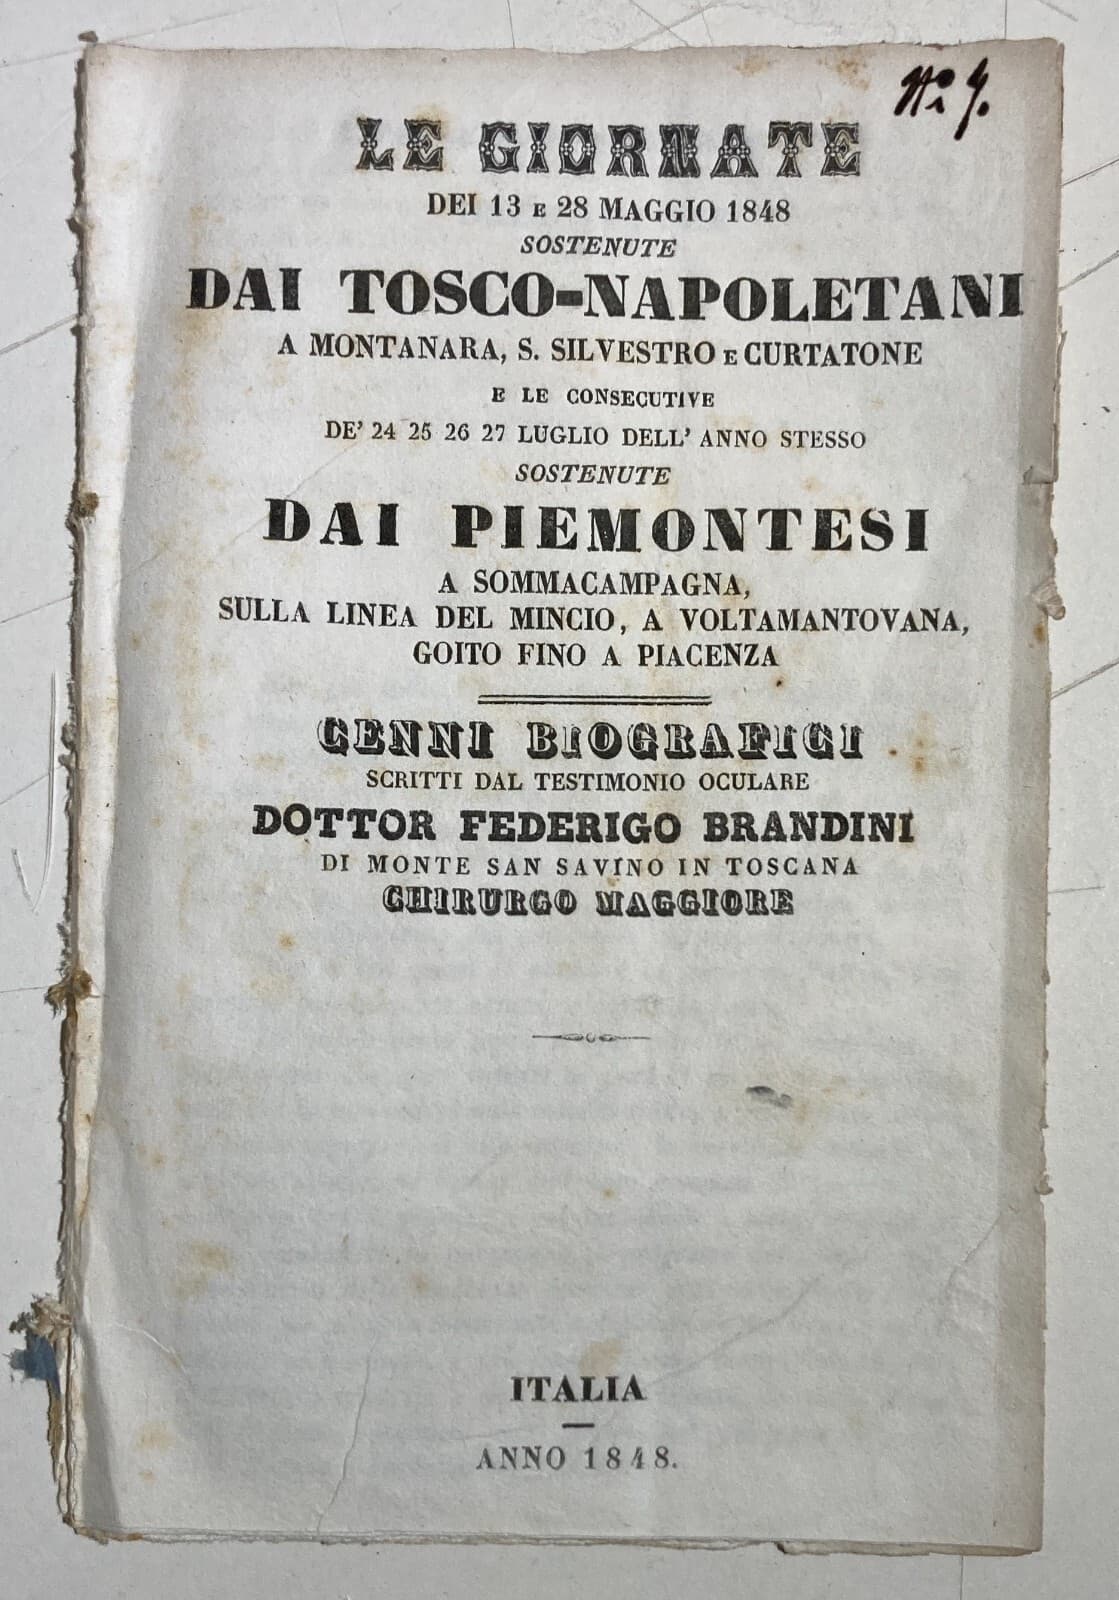 LE GIORNATE
DEI 13 E 28 MAGGIO 1848
SOSTENUTE
DAI TOSCO-NAPOLETANI
A MONTANARA, S. SILVESTRO E CURTATONE
E LE CONSECUTIVE
DE' 24 25 26 27 LUGLIO DELL' ANNO STESSO
SOSTENUTE
DAI PIEMONTESI
A SOMMACAMPAGNA,
SULLA LINEA DEL MINCIO, A VOLTAMANTOVANA,
GOITO FINO A PIACENZA
CENNI BIOGRAFICI
SCRITTI DAL TESTIMONIO OCULARE
DOTTOR FEDERIGO BRANDINI
DI MONTE SAN SAVINO IN TOSCANA
CHIRURGO MAGGIORE
ITALIA
ANNO 1848.